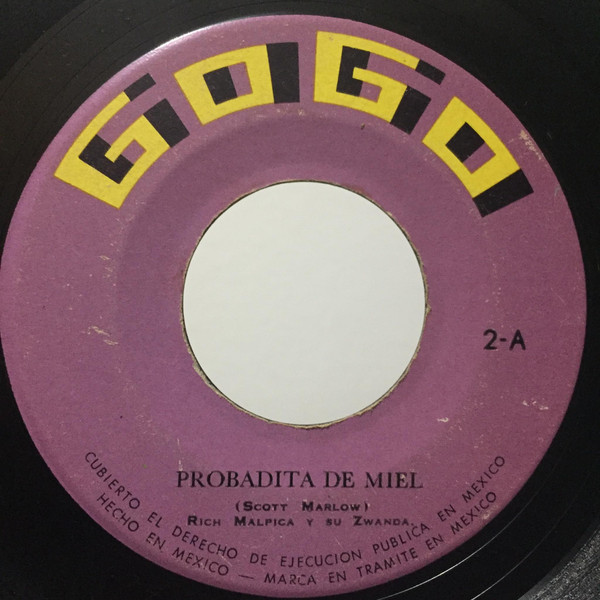 GOGO
2-A
PROBADITA DE MIEL
(SCOTT MARLOW)
RICH MALPICA Y SU ZWANDA
CUBIERTO EL DERECHO DE EJECUCION PUBLICA EN MEXICO
HECHO EN MEXICO — MARCA EN TRAMITE EN MEXICO